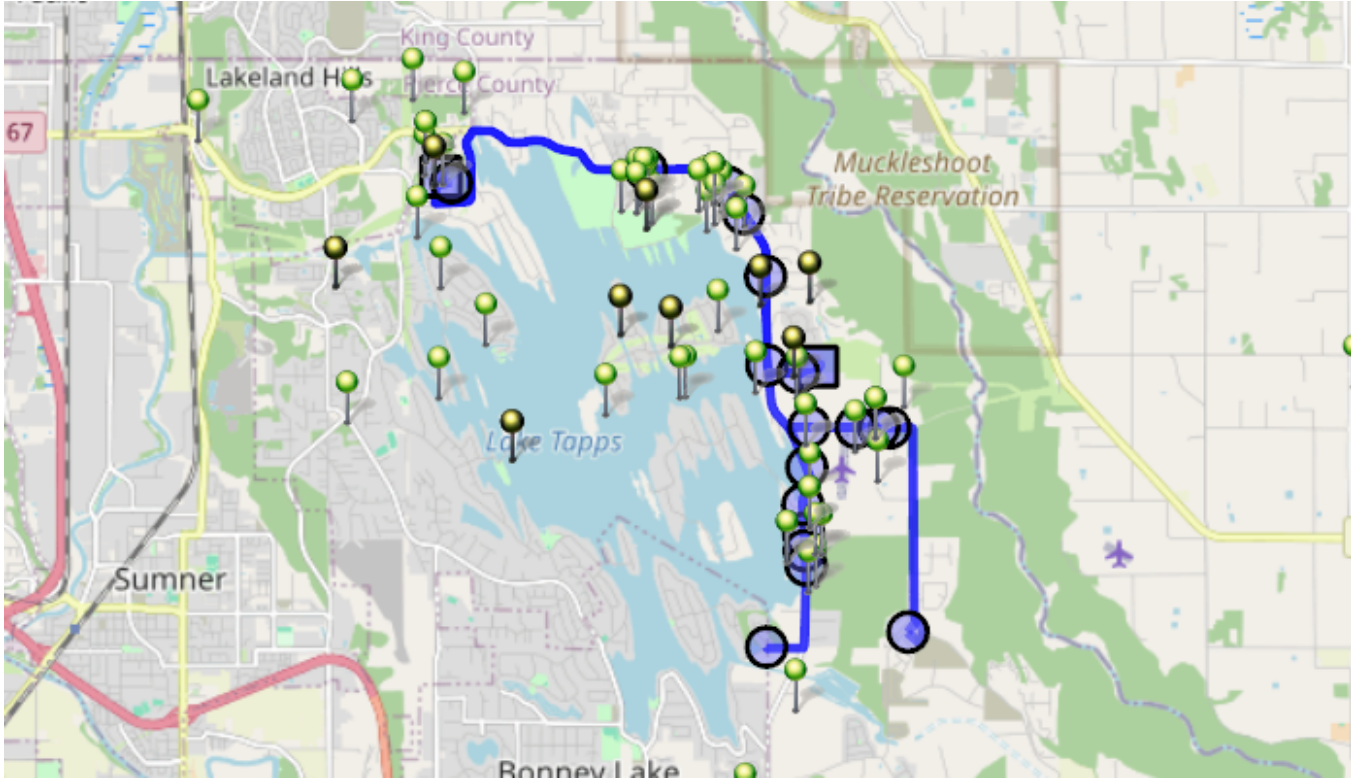 King County
Lakeland Hills
Pierce County
67
Muckleshoot
Tribe Reservation
Lake Tapps
Sumner
Bonney Lake